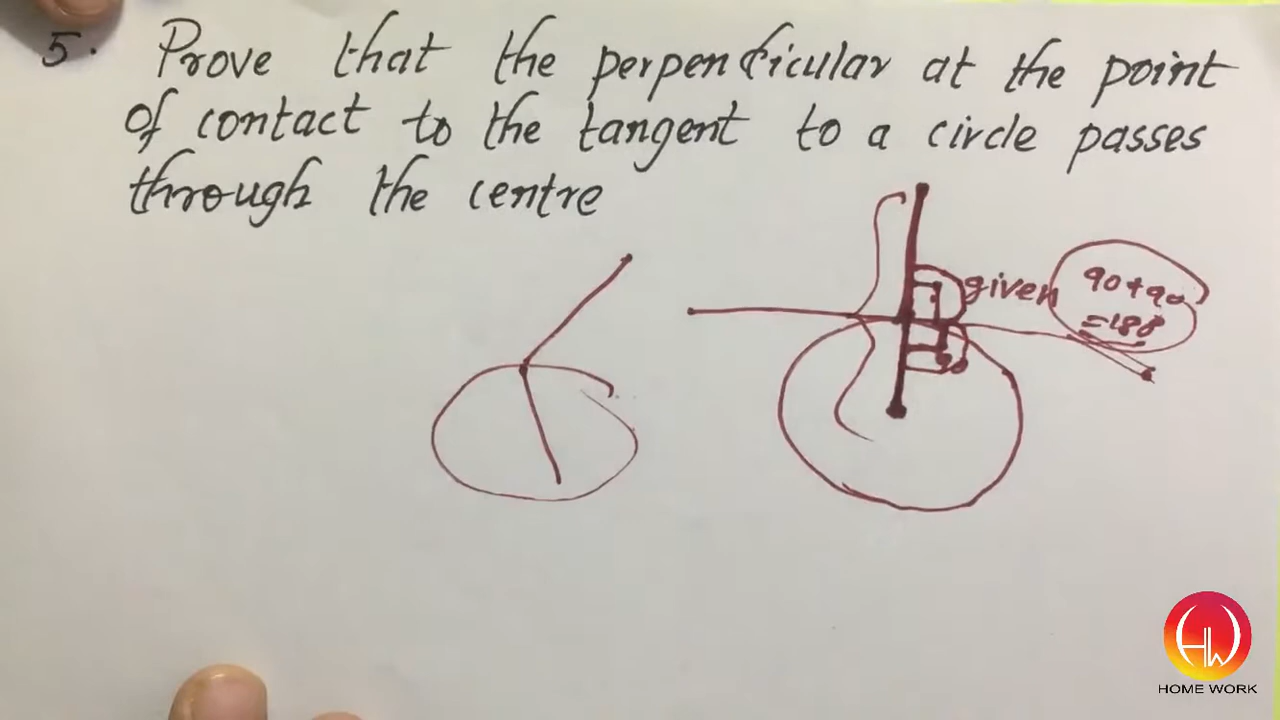 5. Prove that the perpendicular at the point
of contact to the tangent to a circle passes
through the centre
given
90+90
=180
90
HW
HOME WORK